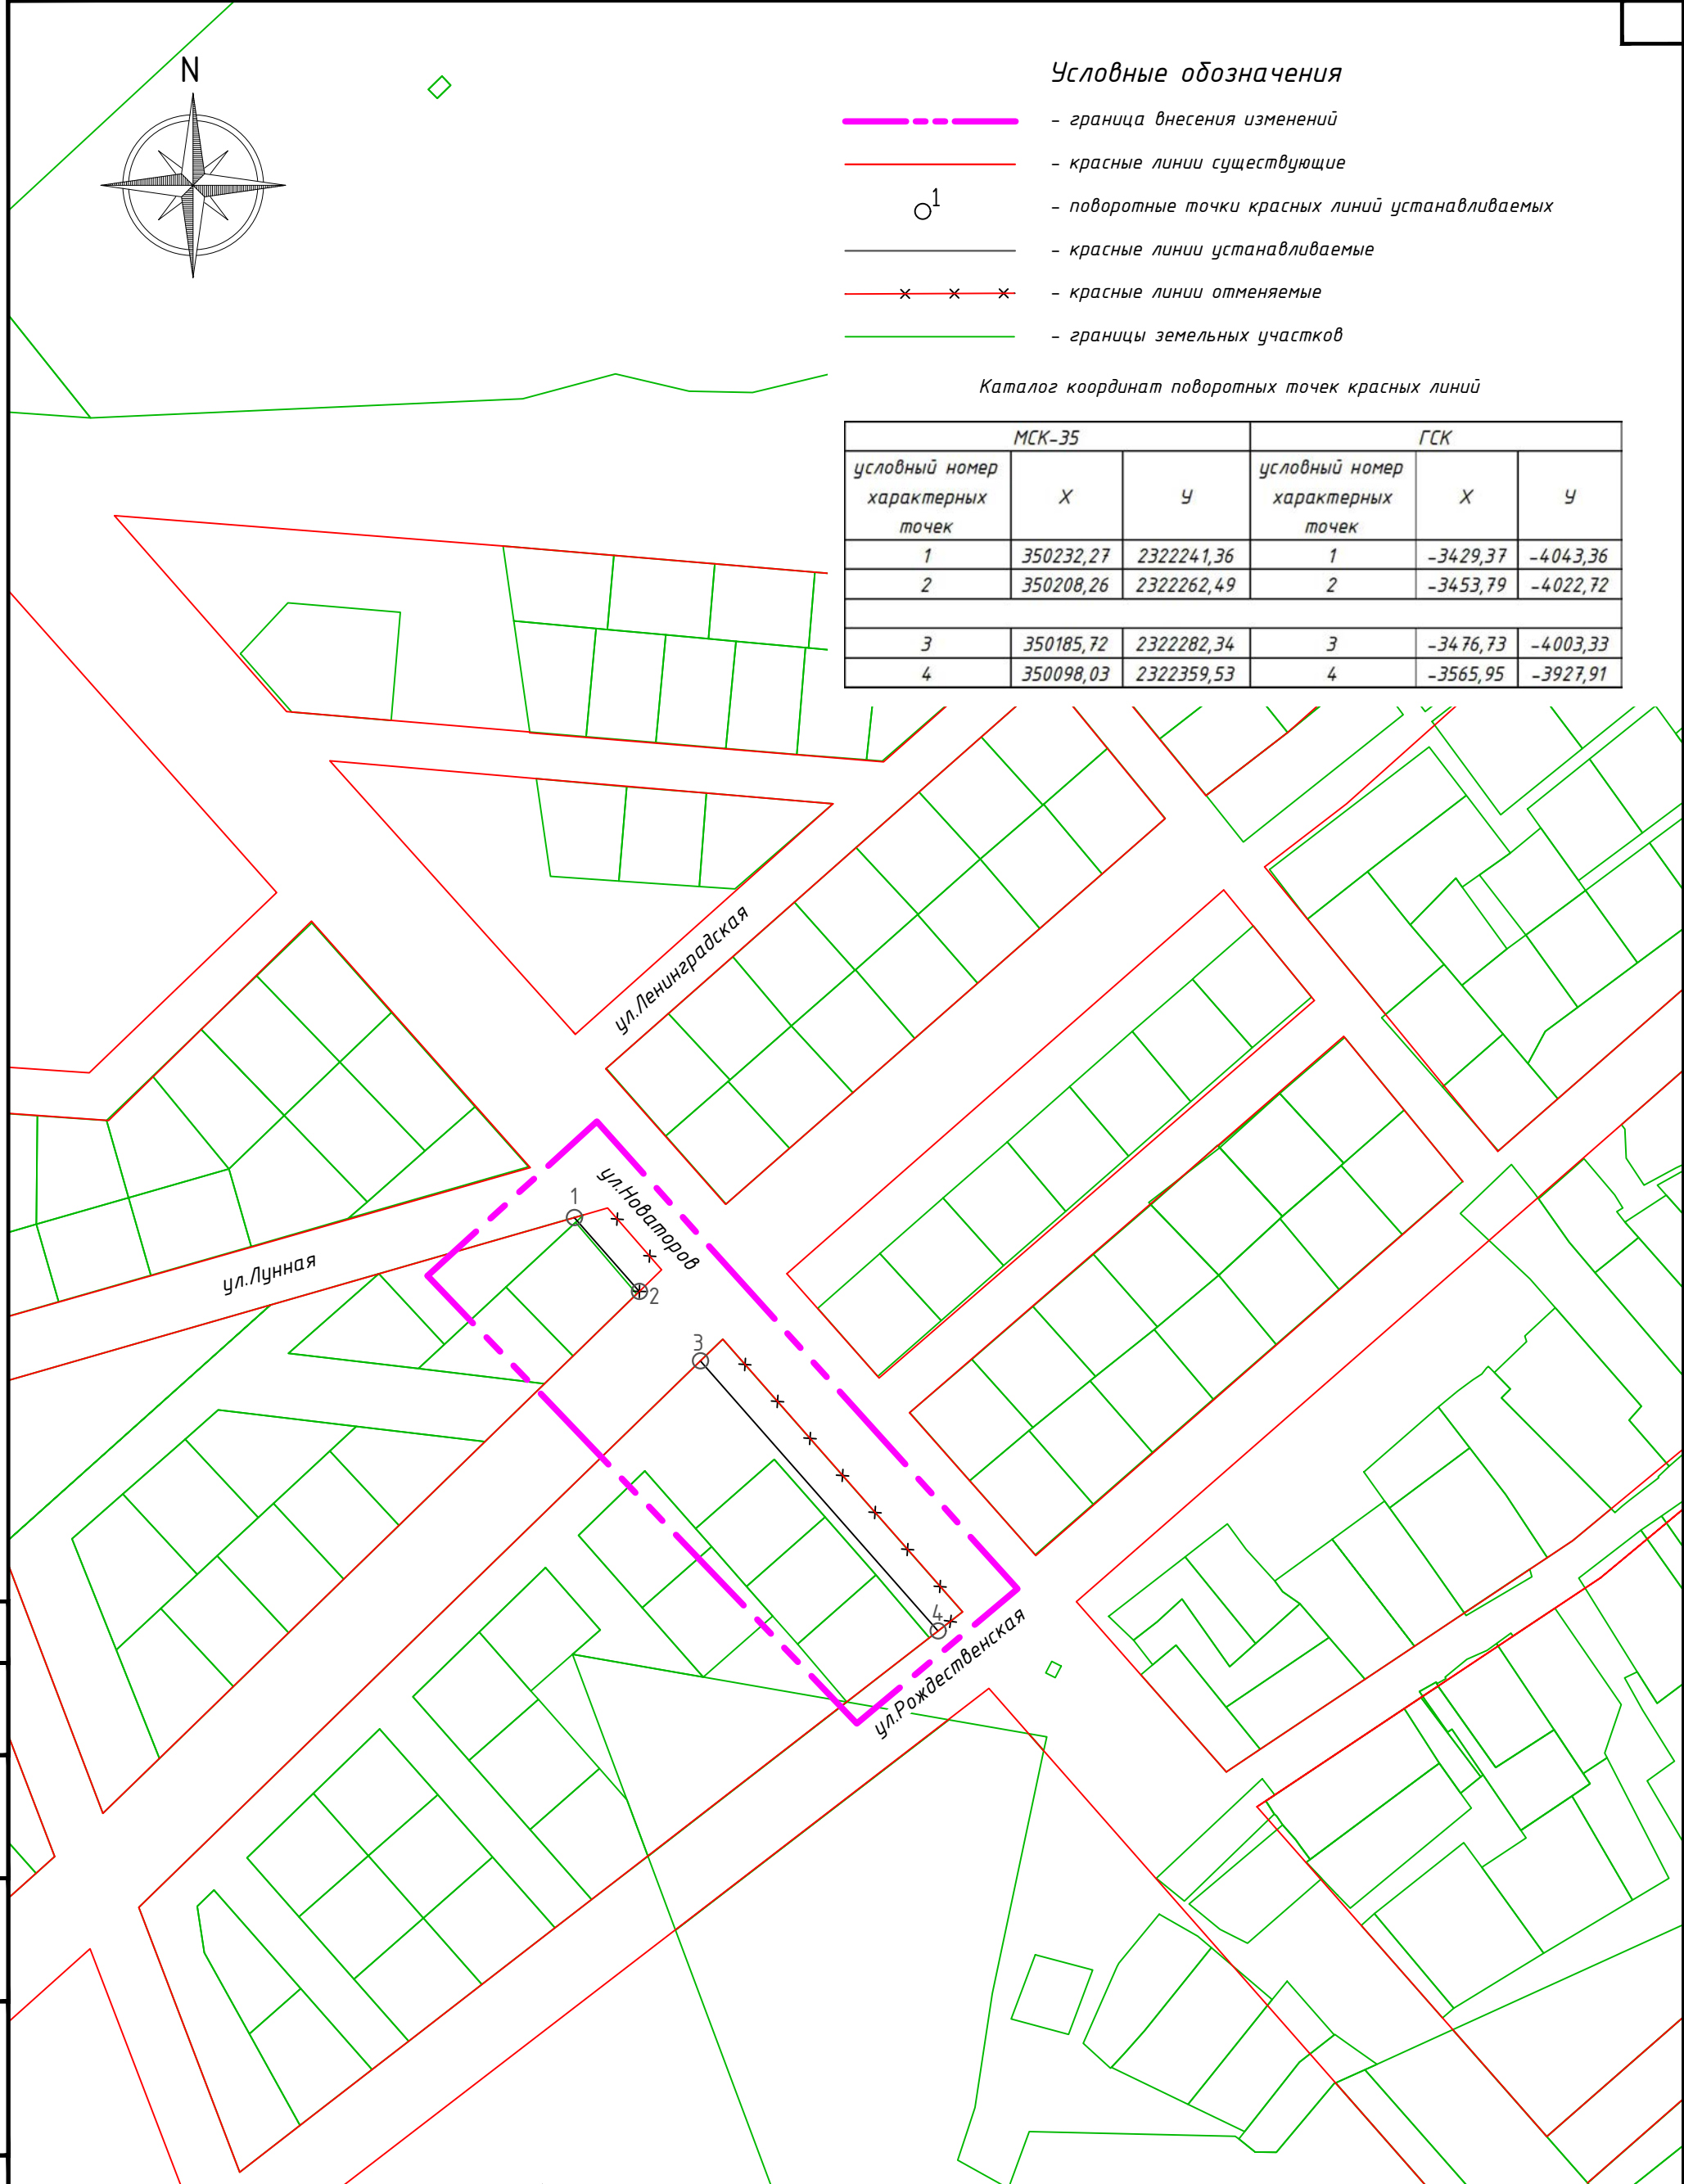 N
Условные обозначения
- граница внесения изменений
- красные линии существующие
1
- поворотные точки красных линий устанавливаемых
- красные линии устанавливаемые
- красные линии отменяемые
- границы земельных участков
Каталог координат поворотных точек красных линий
МСК-35 ГСК
условный номер характерных точек X У условный номер характерных точек X У
1 350232,27 2322241,36 1 -3429,37 -4043,36
2 350208,26 2322262,49 2 -3453,79 -4022,72
3 350185,72 2322282,34 3 -3476,73 -4003,33
4 350098,03 2322359,53 4 -3565,95 -3927,91
ул.Ленинградская
ул.Новаторов
1
ул.Лунная
2
3
4
ул.Рождественская